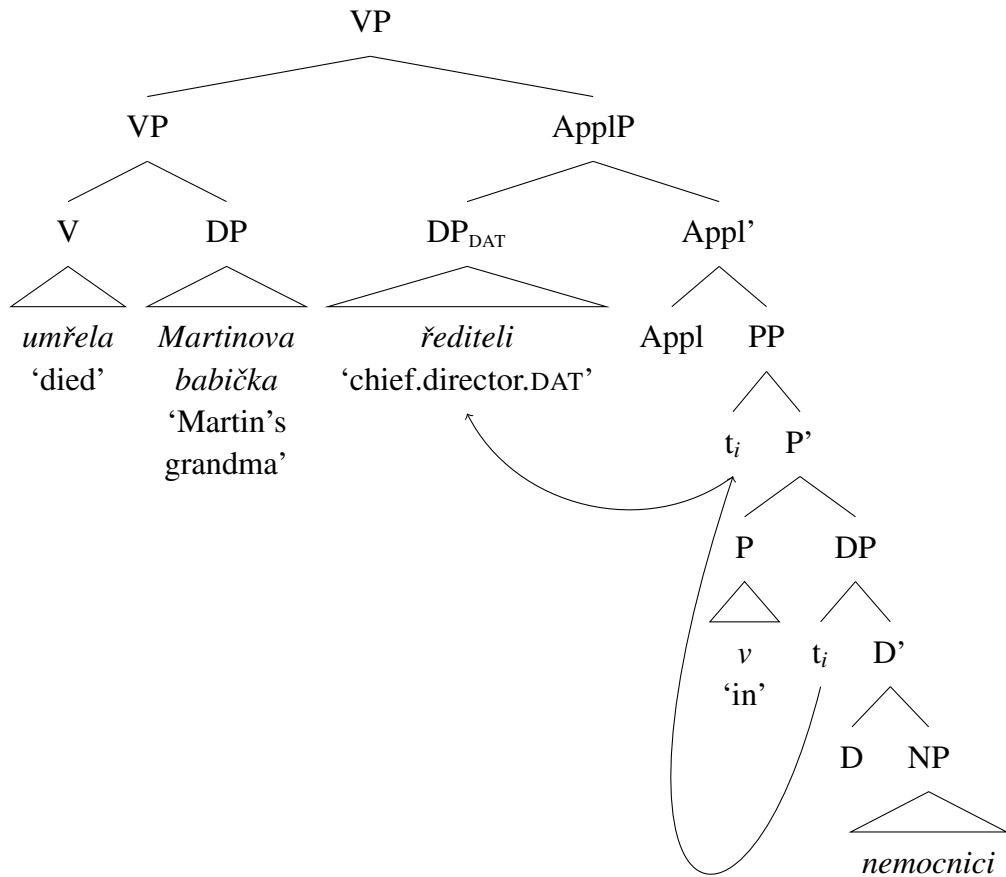 VP
VP ApplP
V DP DP_DAT Appl’
umřela Martinova řediteli Appl PP
‘died’ babička ‘chief.director.DAT’
‘Martin’s t_i P’
grandma’
P DP
v t_i D’
‘in’
D NP
nemocnici